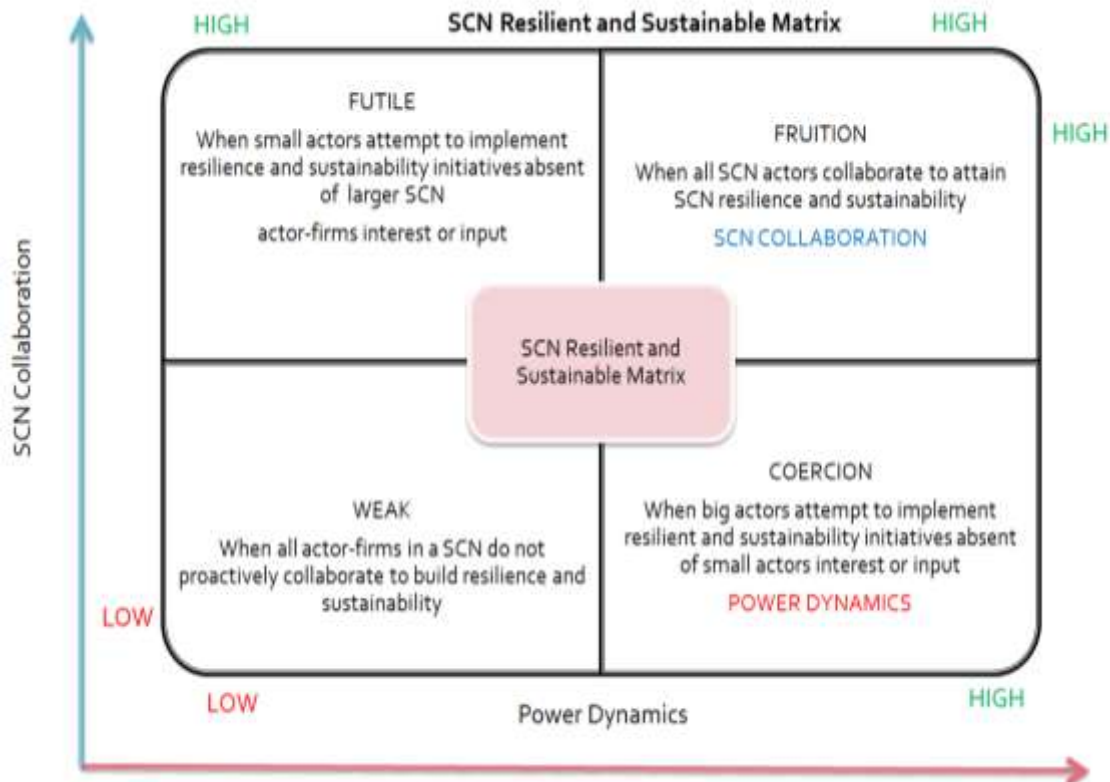 HIGH
SCN Resilient and Sustainable Matrix
HIGH
FUTILE
When small actors attempt to implement
resilience and sustainability initiatives absent
of larger SCN
actor-firms interest or input
FRUITION
When all SCN actors collaborate to attain
SCN resilience and sustainability
SCN COLLABORATION
HIGH
SCN Collaboration
SCN Resilient and
Sustainable Matrix
WEAK
When all actor-firms in a SCN do not
proactively collaborate to build resilience and
sustainability
COERCION
When big actors attempt to implement
resilient and sustainability initiatives absent
of small actors interest or input
POWER DYNAMICS
LOW
LOW
Power Dynamics
HIGH